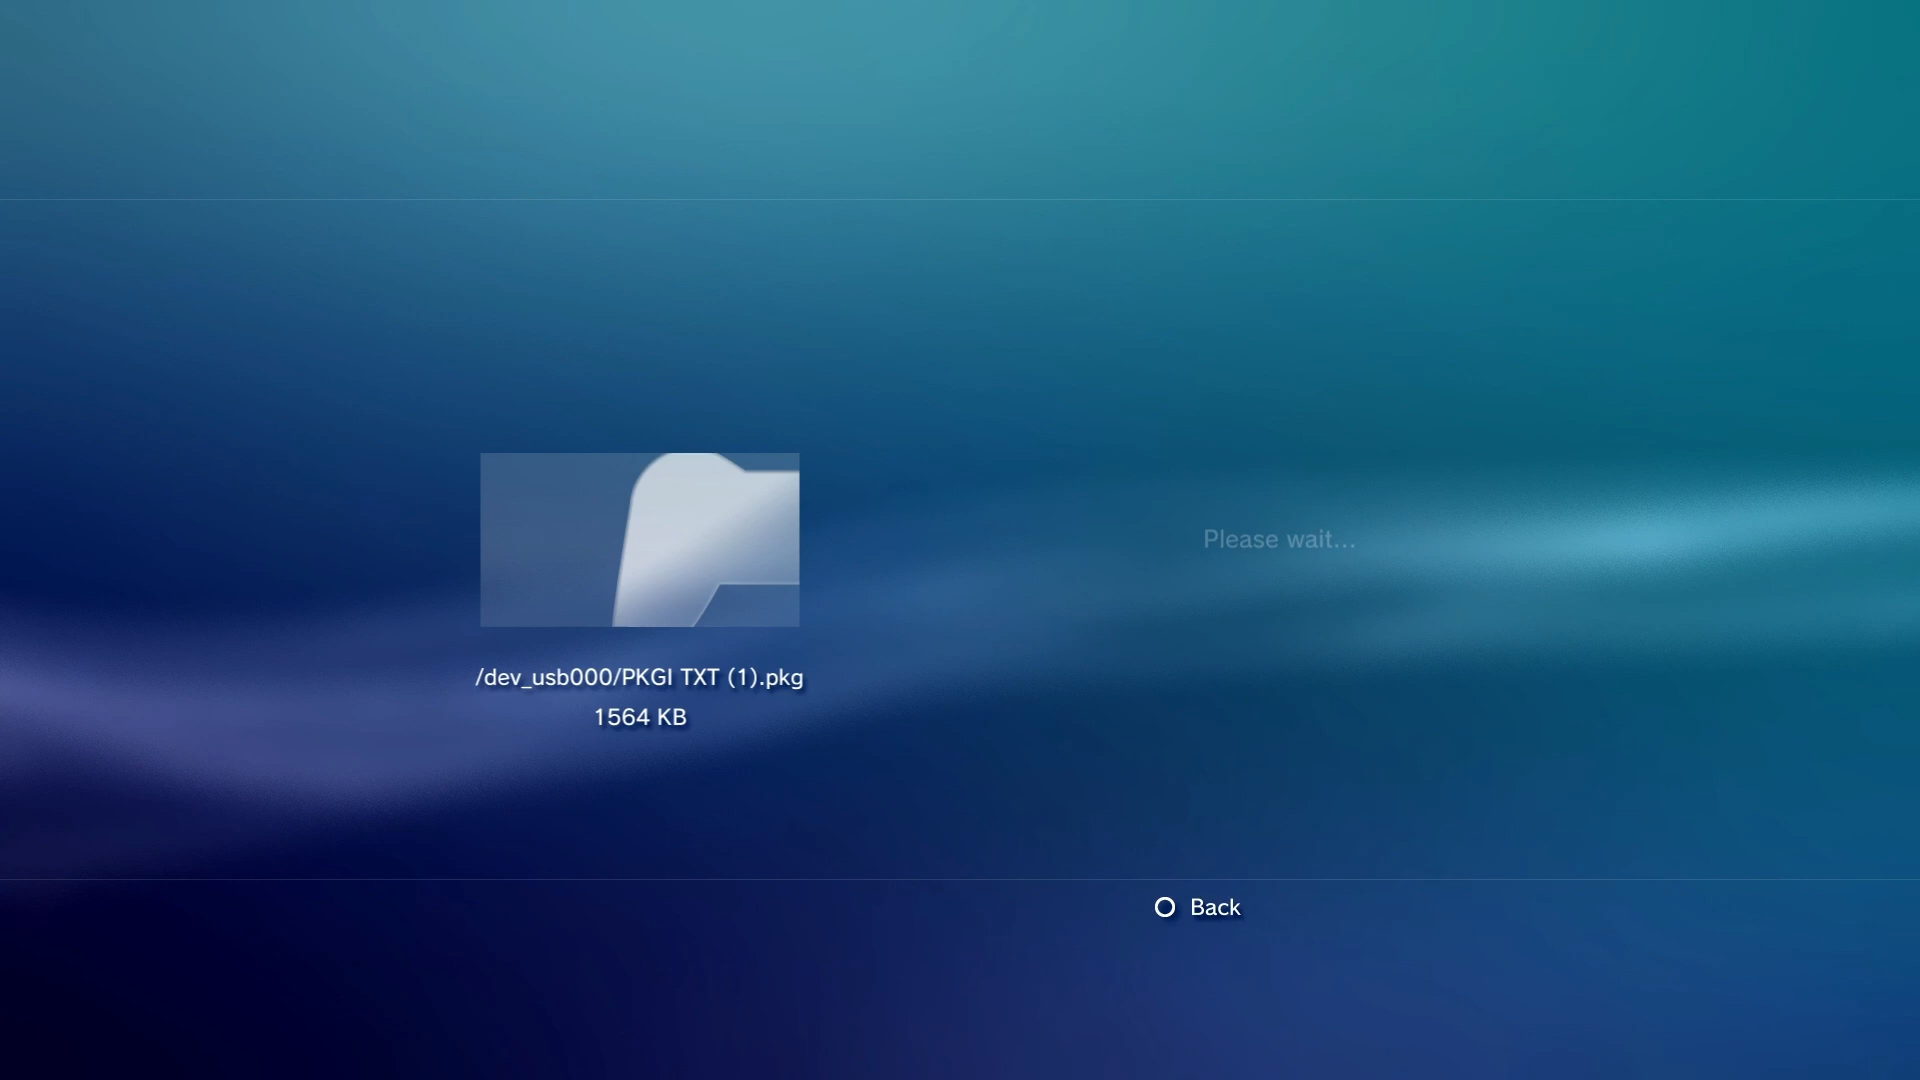 Please wait...
/dev_usb000/PKGI TXT (1).pkg
1564 KB
Back